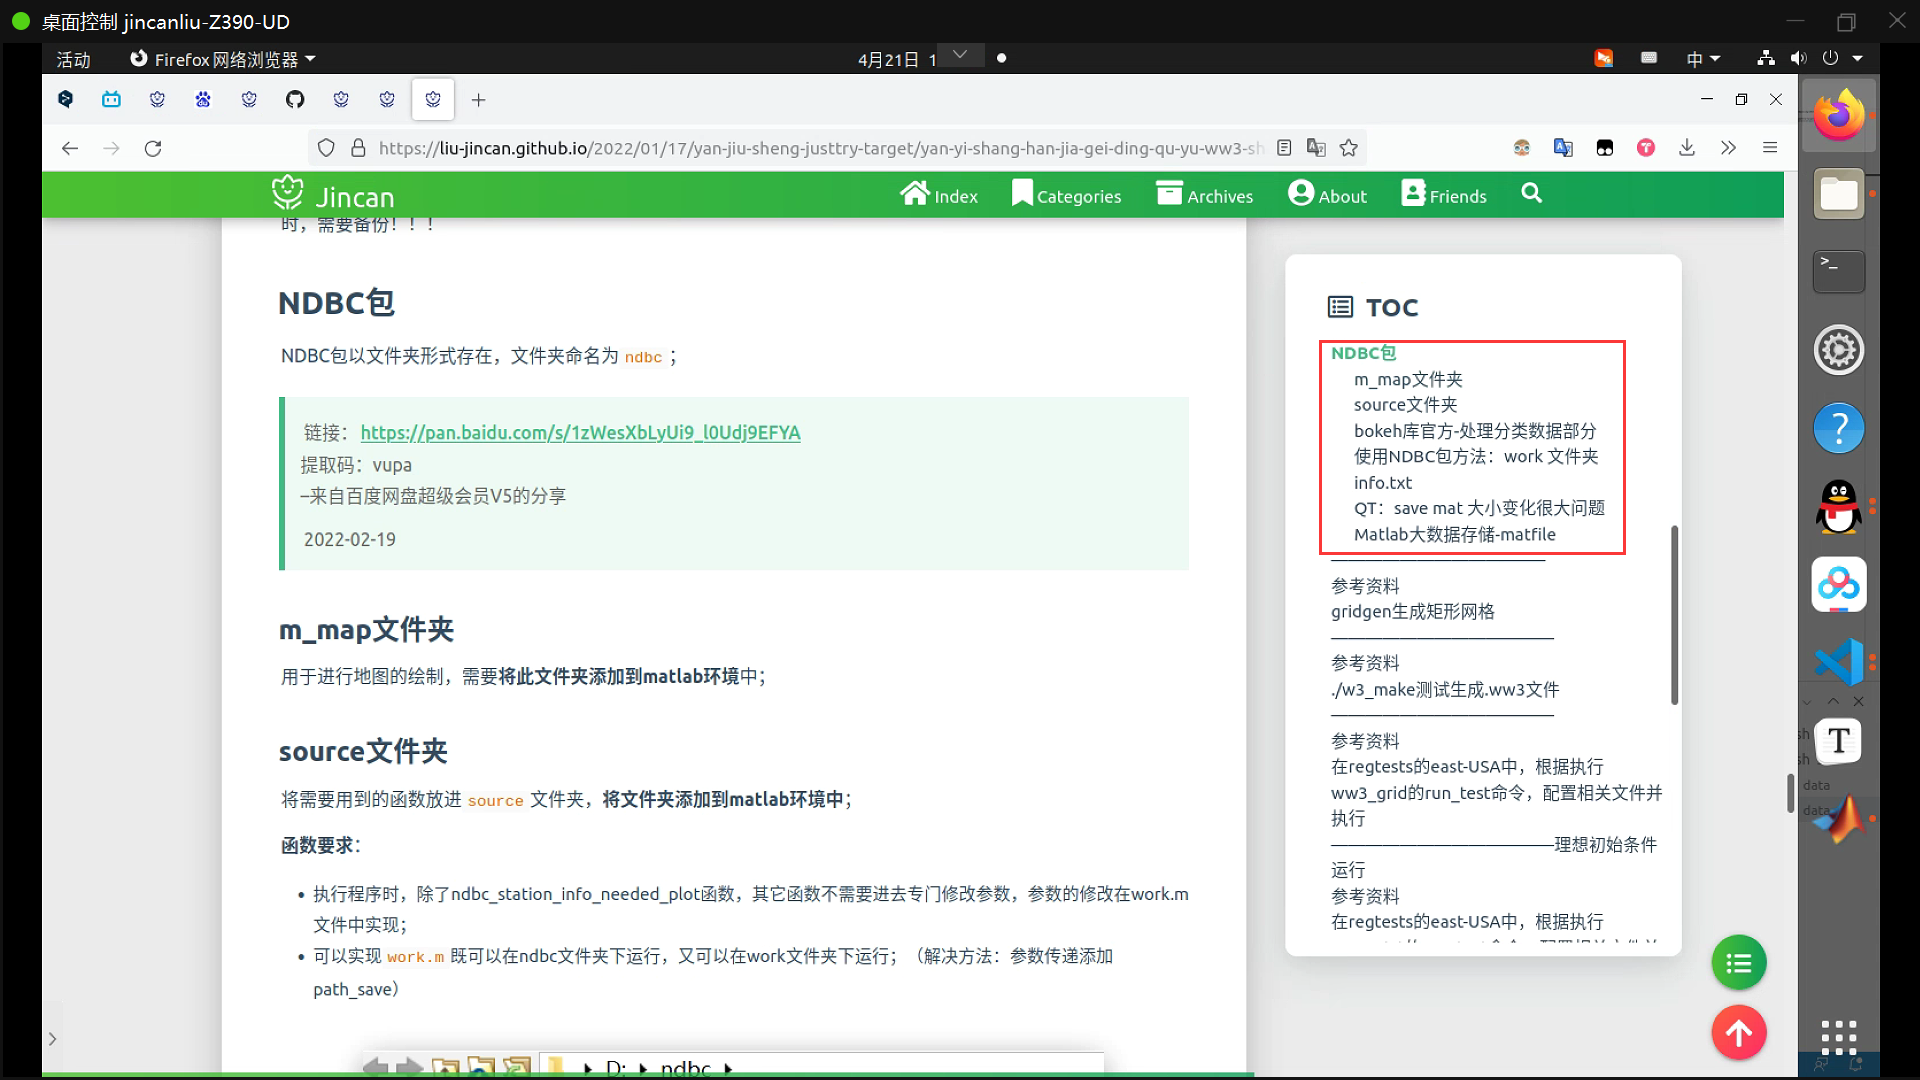 桌面控制 jincanliu-Z390-UD
活动
Firefox 网络浏览器
4月21日 1
中
https://liu-jincan.github.io/2022/01/17/yan-jiu-sheng-justtry-target/yan-yi-shang-han-jia-gei-ding-qu-yu-ww3-sh
Jincan
Index
Categories
Archives
About
Friends
时，需要备份！！！
NDBC包
NDBC包以文件夹形式存在，文件夹命名为 ndbc ；
链接： https://pan.baidu.com/s/1zWesXbLyUi9_l0Udj9EFYA
提取码：vupa
–来自百度网盘超级会员V5的分享
2022-02-19
m_map文件夹
用于进行地图的绘制，需要将此文件夹添加到matlab环境中；
source文件夹
将需要用到的函数放进 source 文件夹，将文件夹添加到matlab环境中；
函数要求：
• 执行程序时，除了ndbc_station_info_needed_plot函数，其它函数不需要进去专门修改参数，参数的修改在work.m
文件中实现；
• 可以实现 work.m 既可以在ndbc文件夹下运行，又可以在work文件夹下运行；（解决方法：参数传递添加
path_save）
D: ndbc
TOC
NDBC包
m_map文件夹
source文件夹
bokeh库官方-处理分类数据部分
使用NDBC包方法：work 文件夹
info.txt
QT：save mat 大小变化很大问题
Matlab大数据存储-matfile
—————————————
参考资料
gridgen生成矩形网格
—————————————
参考资料
./w3_make测试生成.ww3文件
—————————————
参考资料
在regtests的east-USA中，根据执行
ww3_grid的run_test命令，配置相关文件并
执行
—————————————理想初始条件
运行
参考资料
在regtests的east-USA中，根据执行
sh
sh
data
data
T